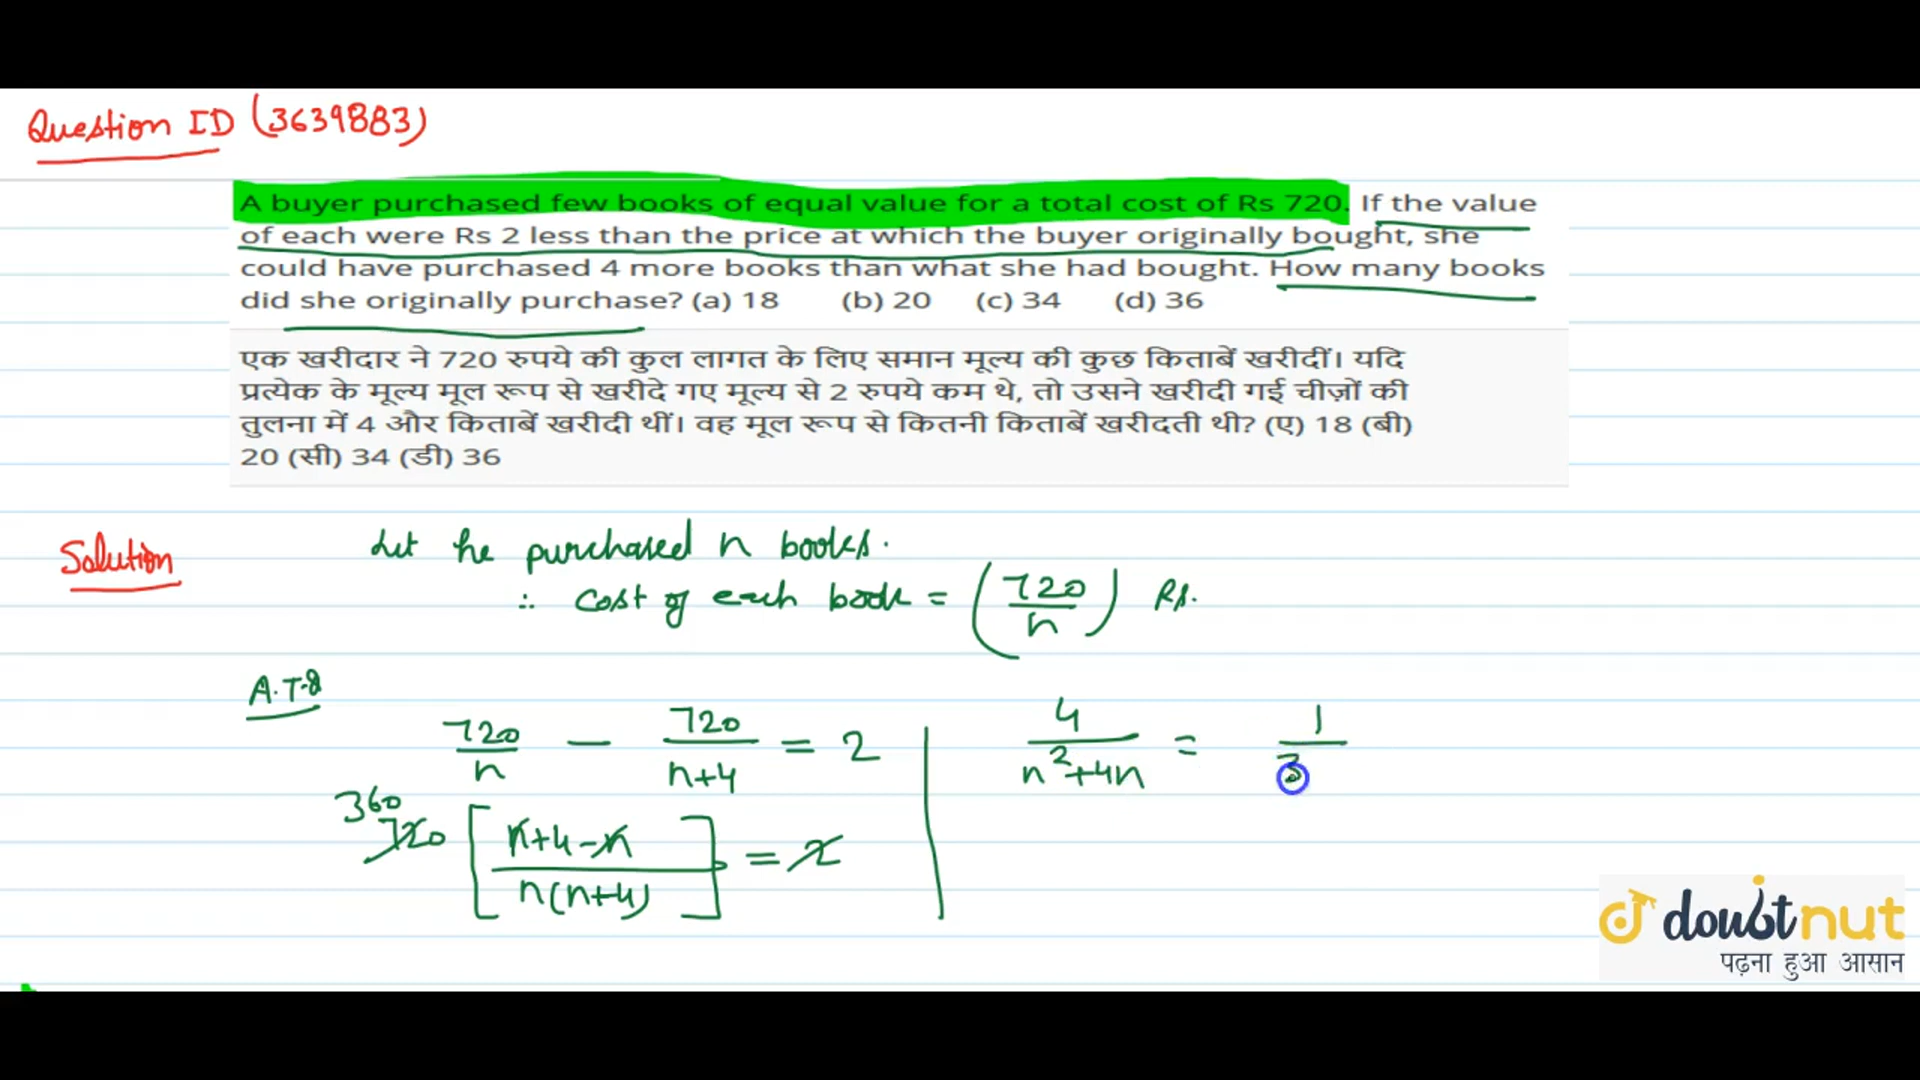 Question ID (3639883)
A buyer purchased few books of equal value for a total cost of Rs 720. If the value
of each were Rs 2 less than the price at which the buyer originally bought, she
could have purchased 4 more books than what she had bought. How many books
did she originally purchase? (a) 18 (b) 20 (c) 34 (d) 36
एक खरीदार ने 720 रुपये की कुल लागत के लिए समान मूल्य की कुछ किताबें खरीदीं। यदि
प्रत्येक के मूल्य मूल रूप से खरीदे गए मूल्य से 2 रुपये कम थे, तो उसने खरीदी गई चीज़ों की
तुलना में 4 और किताबें खरीदी थीं। वह मूल रूप से कितनी किताबें खरीदती थी? (ए) 18 (बी)
20 (सी) 34 (डी) 36
Solution
Let he purchased n books.
∴ cost of each book = (720/n) Rs.
A.T.Q
720/n - 720/n+4 = 2
360
720 [n+4-n / n(n+4)] = 2
4/n²+4n = 1/3
doubtnut
पढ़ना हुआ आसान